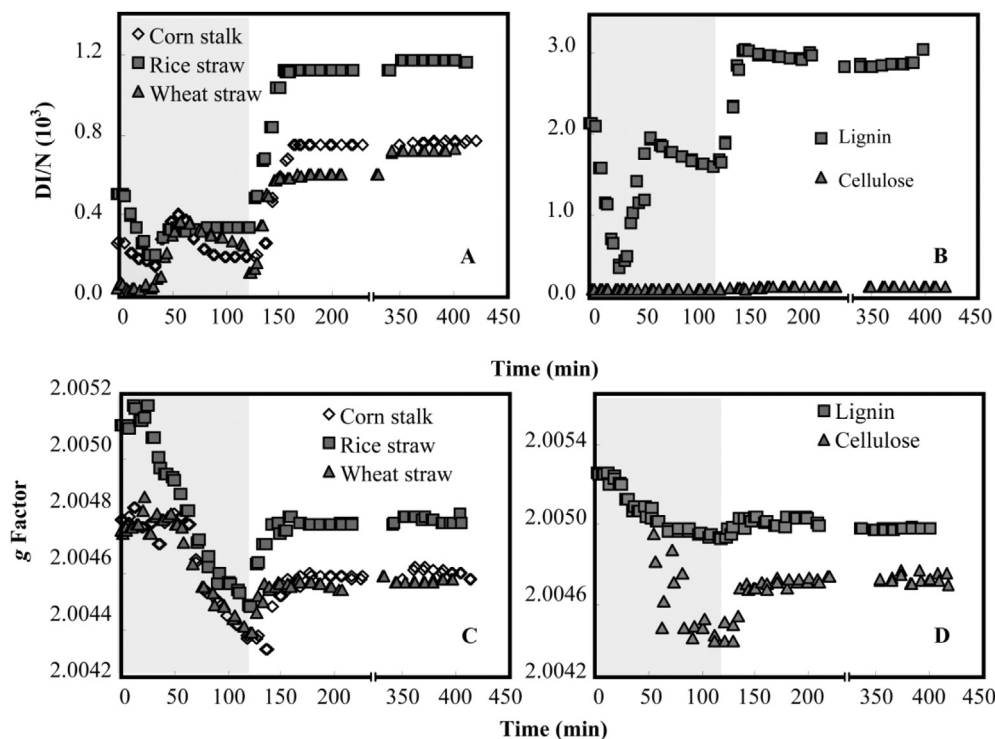 Corn stalk
Rice straw
Wheat straw
DI/N (10³)
1.2
0.8
0.4
0.0
A
0 50 100 150 200 340 400 450
Lignin
Cellulose
3.0
2.0
1.0
0.0
B
0 50 100 150 200 350 400 450
Time (min)
Corn stalk
Rice straw
Wheat straw
g Factor
2.0052
2.0050
2.0048
2.0046
2.0044
2.0042
C
0 50 100 150 200 350 400 450
Lignin
Cellulose
2.0054
2.0050
2.0046
2.0042
D
0 50 100 150 200 350 400 450
Time (min)